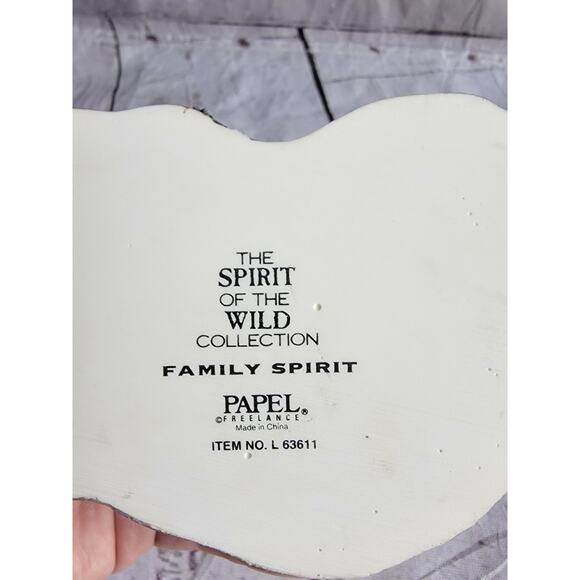 THE
SPIRIT
OF THE
WILD
COLLECTION
FAMILY SPIRIT
PAPEL®
©FREELANCE
Made in China
ITEM NO. L 63611